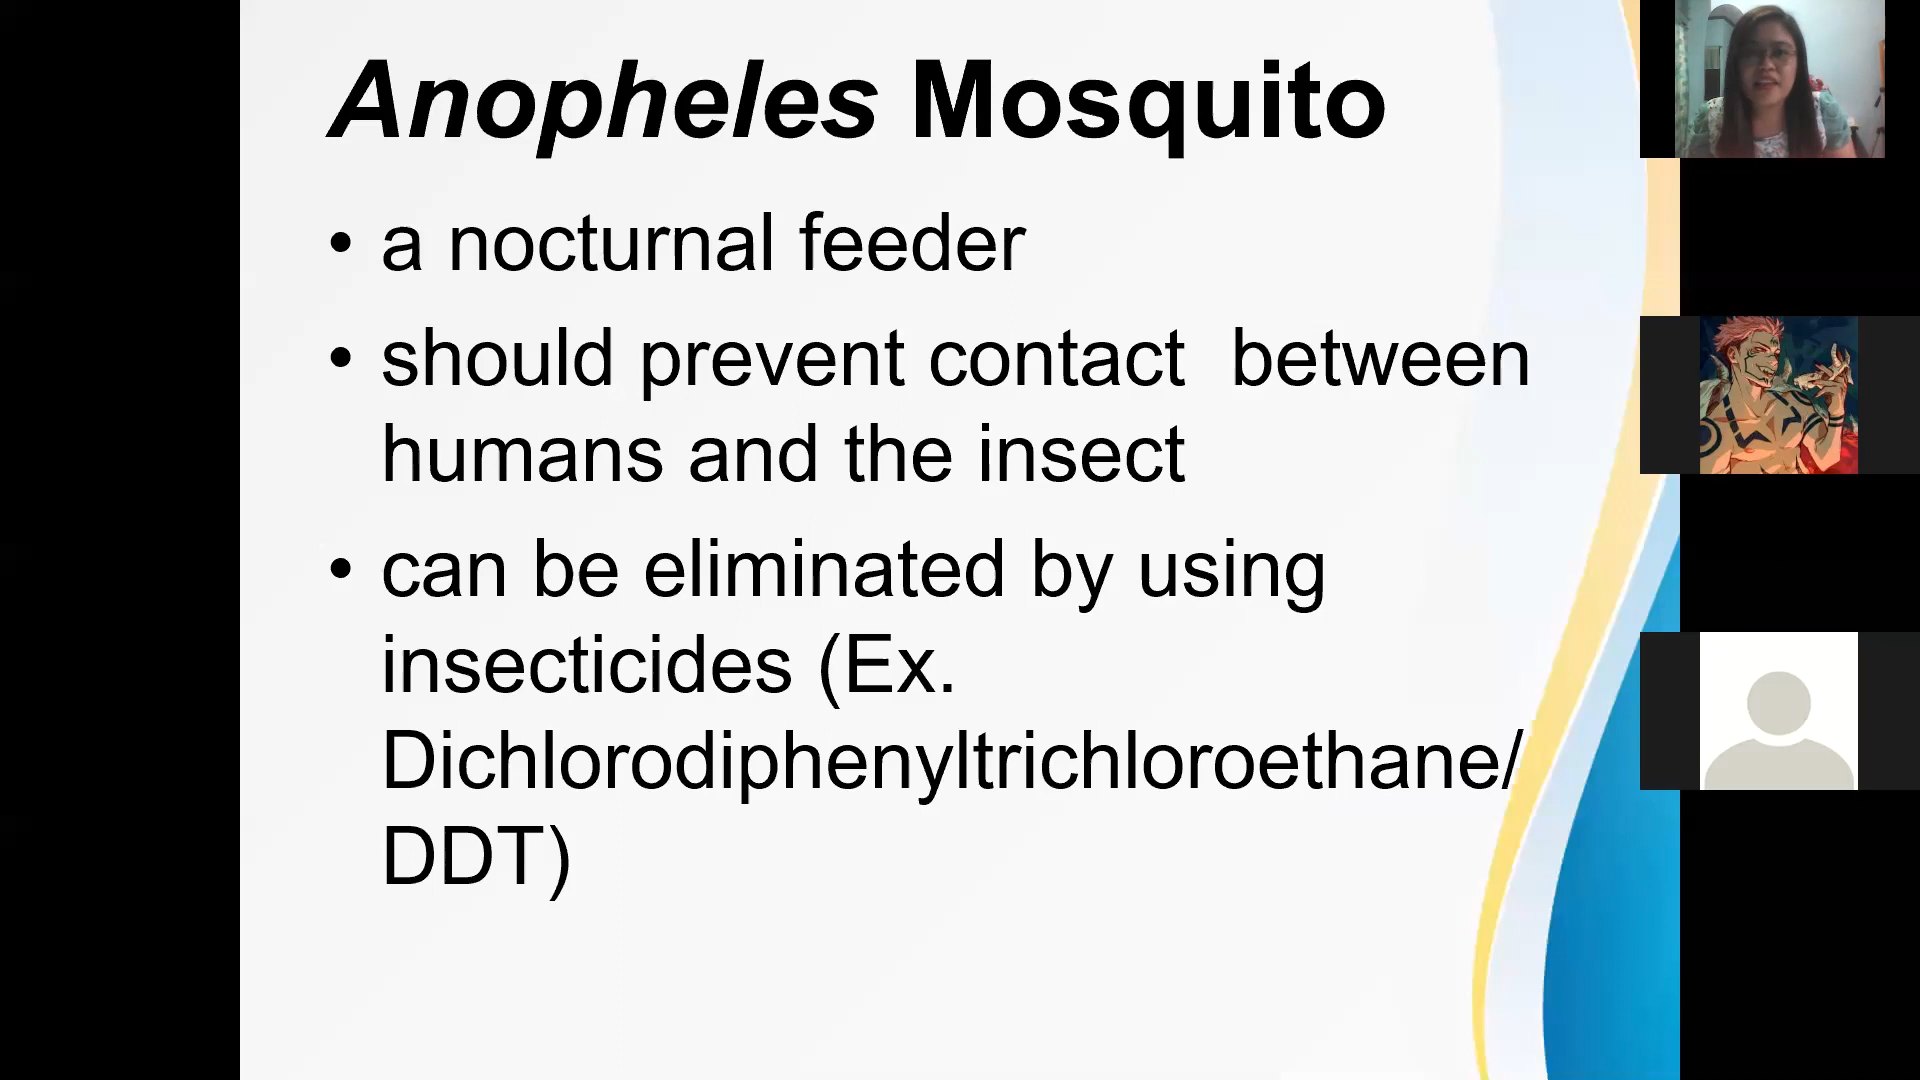 Anopheles Mosquito
• a nocturnal feeder
• should prevent contact  between
humans and the insect
• can be eliminated by using
insecticides (Ex.
Dichlorodiphenyltrichloroethane/
DDT)